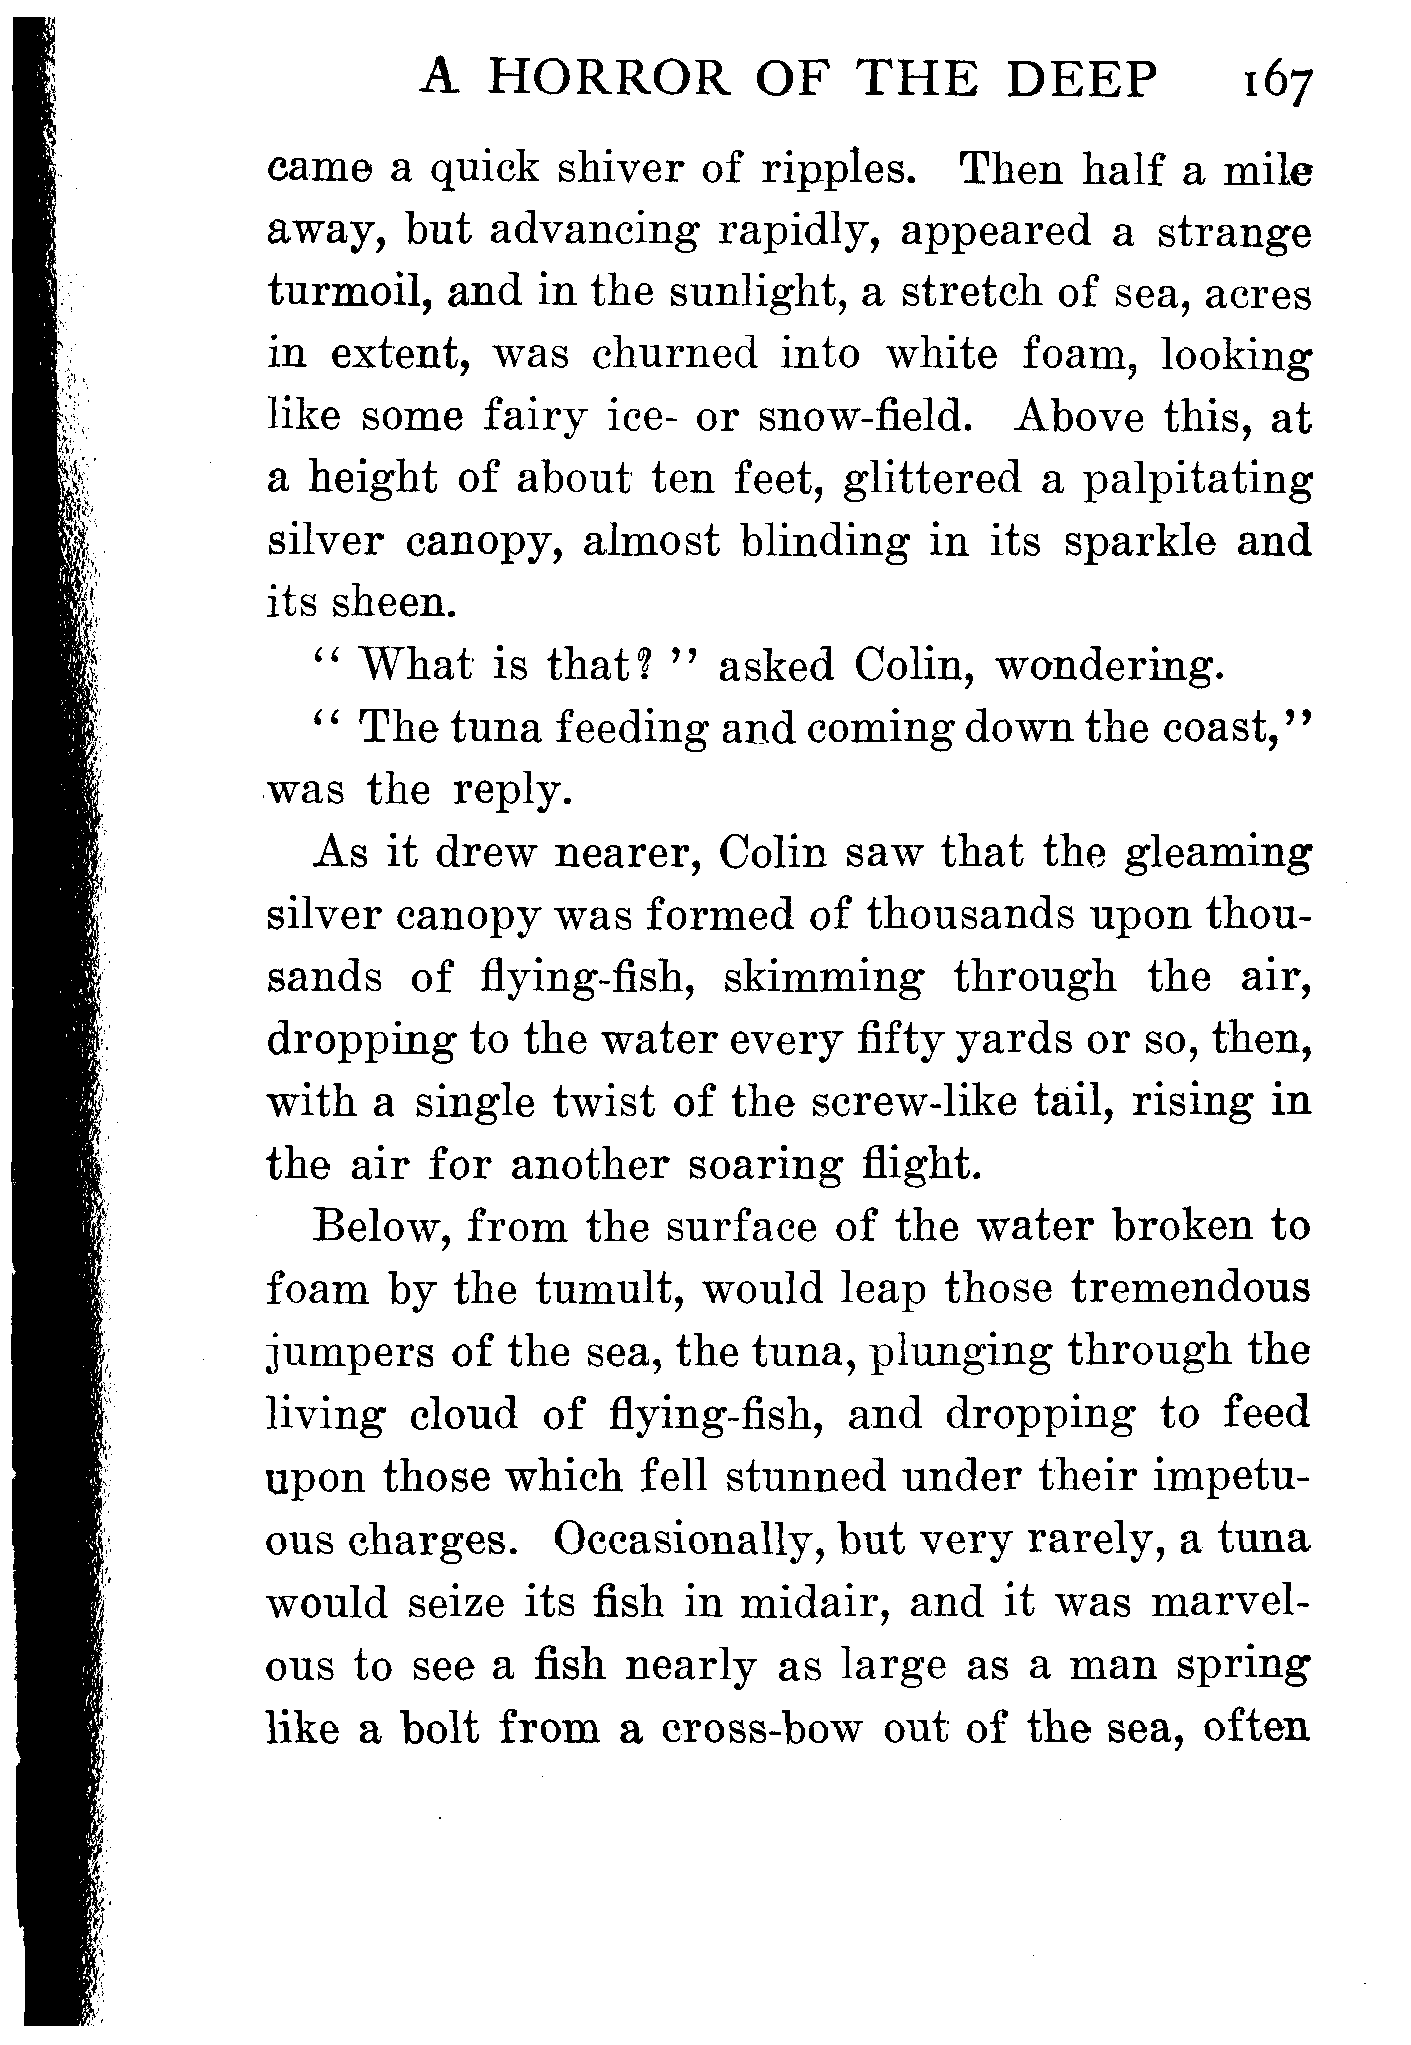 A HORROR OF THE DEEP 167
came a quick shiver of ripples. Then half a mile
away, but advancing rapidly, appeared a strange
turmoil, and in the sunlight, a stretch of sea, acres
in extent, was churned into white foam, looking
like some fairy ice- or snow-field. Above this, at
a height of about ten feet, glittered a palpitating
silver canopy, almost blinding in its sparkle and
its sheen.
“ What is that? ” asked Colin, wondering.
“ The tuna feeding and coming down the coast,”
was the reply.
As it drew nearer, Colin saw that the gleaming
silver canopy was formed of thousands upon thou-
sands of flying-fish, skimming through the air,
dropping to the water every fifty yards or so, then,
with a single twist of the screw-like tail, rising in
the air for another soaring flight.
Below, from the surface of the water broken to
foam by the tumult, would leap those tremendous
jumpers of the sea, the tuna, plunging through the
living cloud of flying-fish, and dropping to feed
upon those which fell stunned under their impetu-
ous charges. Occasionally, but very rarely, a tuna
would seize its fish in midair, and it was marvel-
ous to see a fish nearly as large as a man spring
like a bolt from a cross-bow out of the sea, often